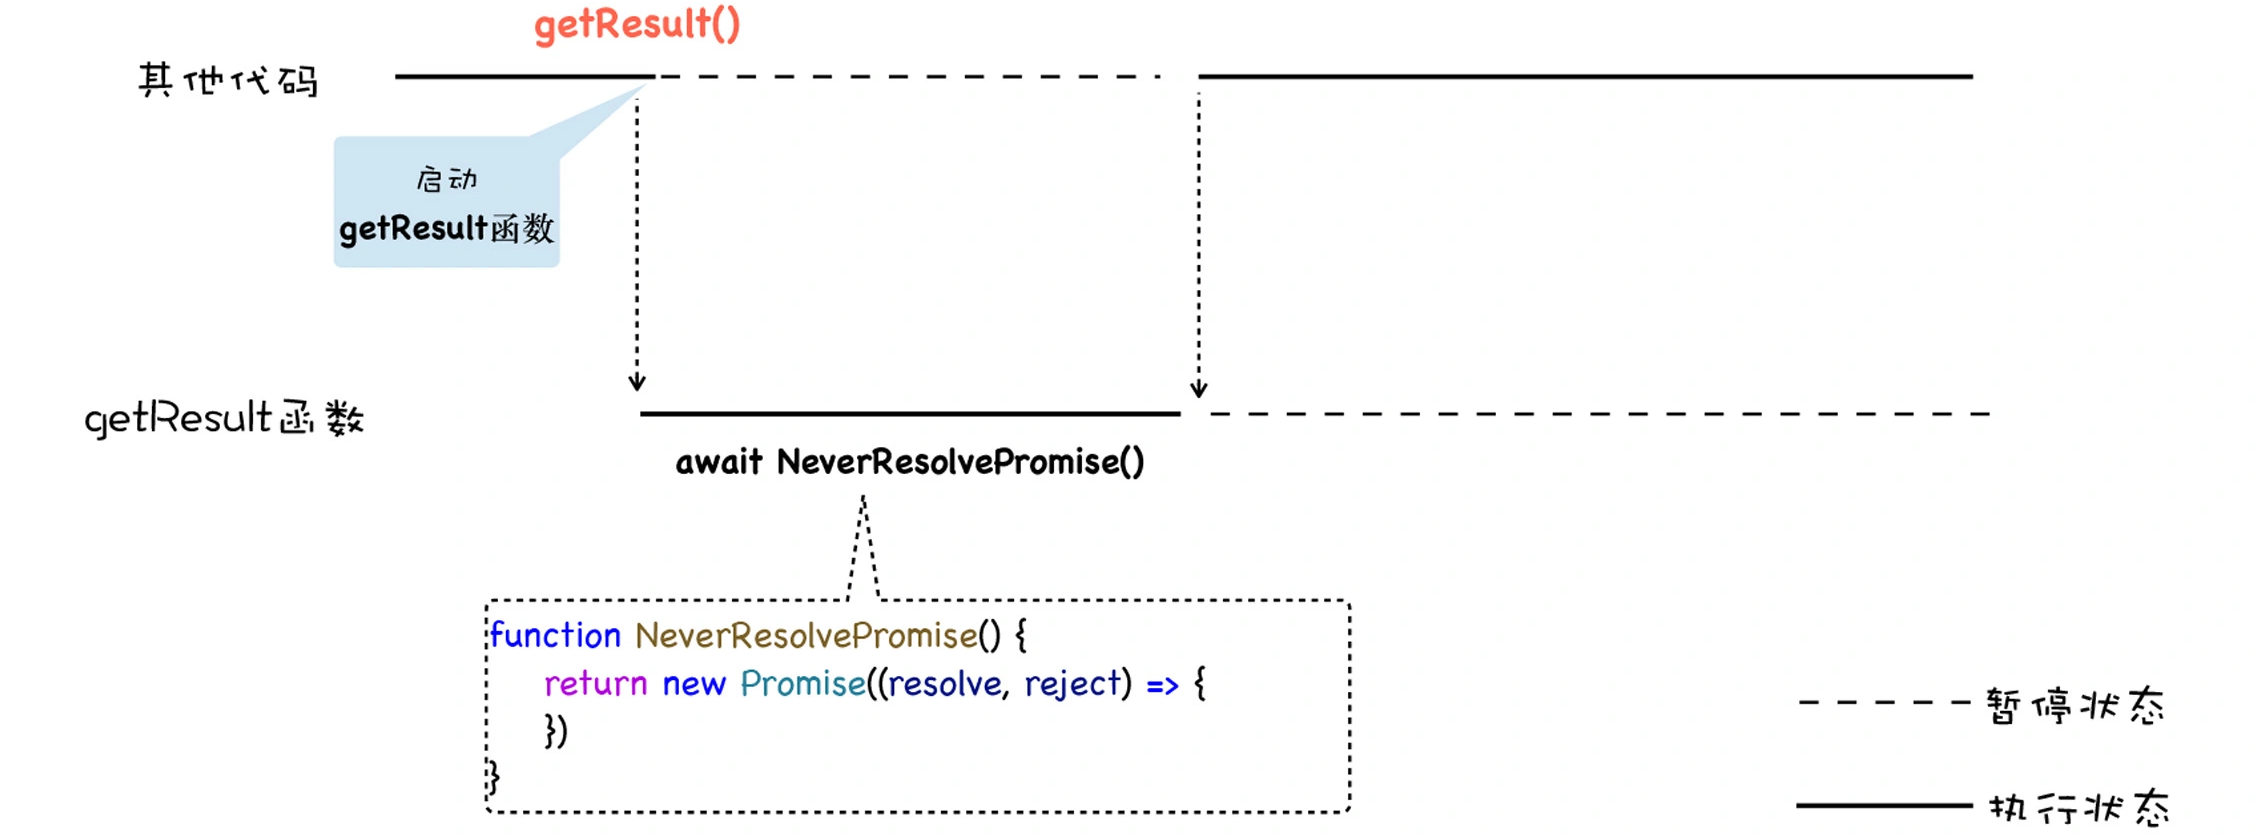 getResult()
其他代码
启动
getResult函数
getResult函数
await NeverResolvePromise()
function NeverResolvePromise() {
return new Promise((resolve, reject) => {
})
}
暂停状态
执行状态